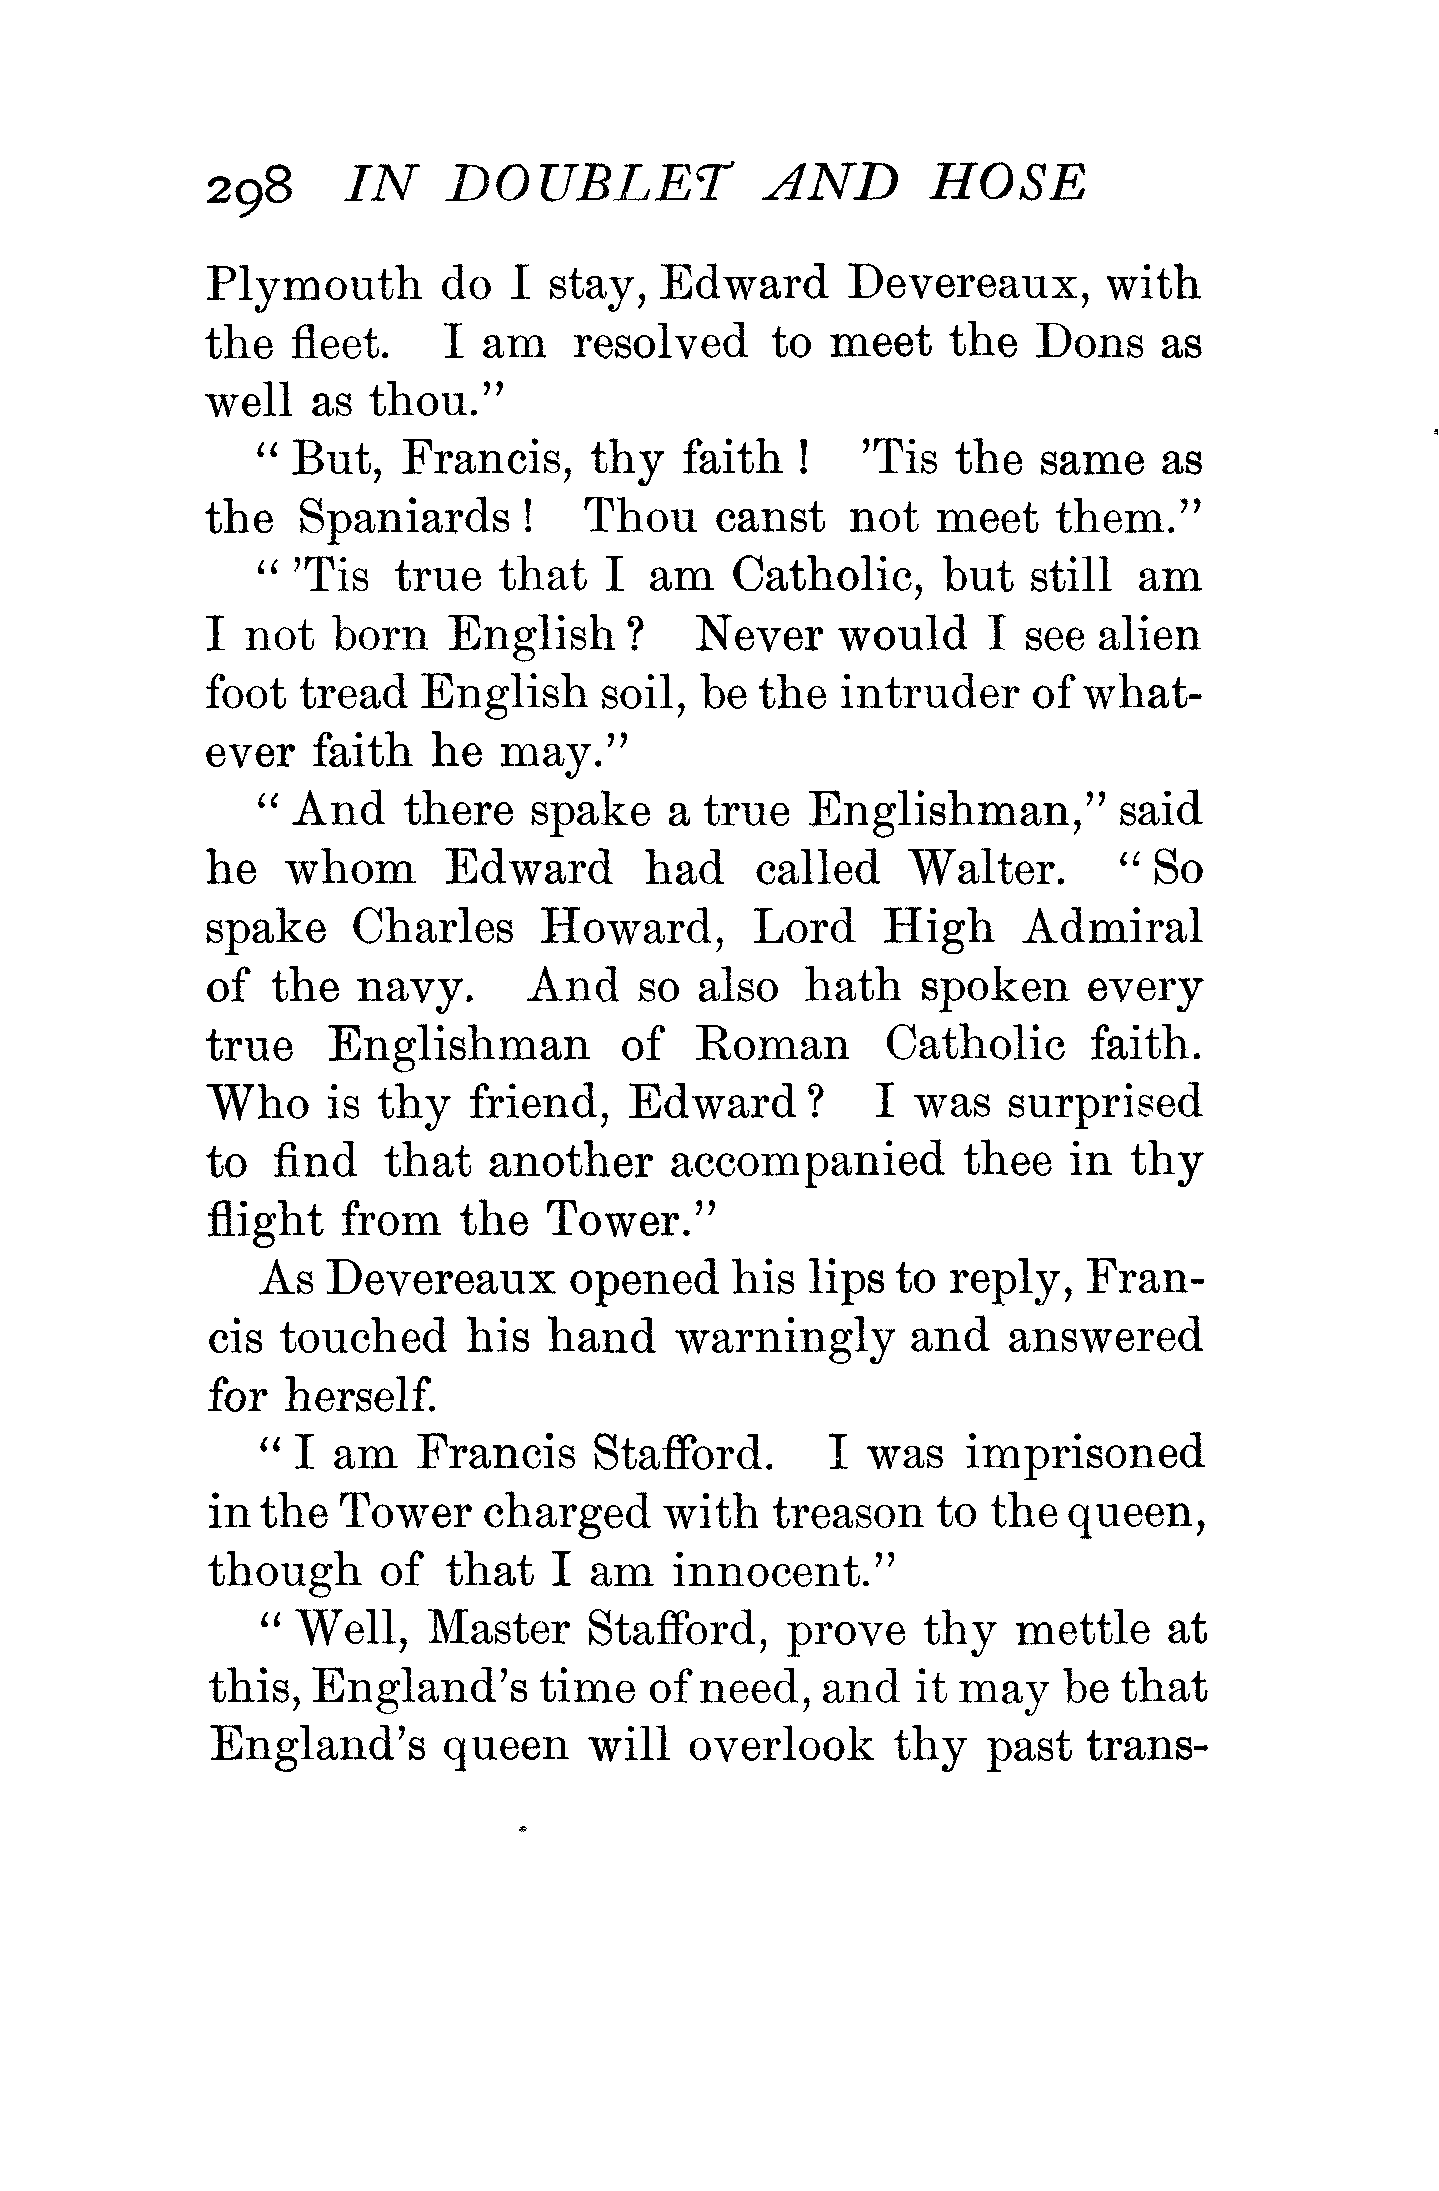 298 IN DOUBLET AND HOSE
Plymouth do I stay, Edward Devereaux, with
the fleet. I am resolved to meet the Dons as
well as thou.”
“ But, Francis, thy faith ! ’Tis the same as
the Spaniards ! Thou canst not meet them.”
“ ’Tis true that I am Catholic, but still am
I not born English ? Never would I see alien
foot tread English soil, be the intruder of what-
ever faith he may.”
“ And there spake a true Englishman,” said
he whom Edward had called Walter. “ So
spake Charles Howard, Lord High Admiral
of the navy. And so also hath spoken every
true Englishman of Roman Catholic faith.
Who is thy friend, Edward ? I was surprised
to find that another accompanied thee in thy
flight from the Tower.”
As Devereaux opened his lips to reply, Fran-
cis touched his hand warningly and answered
for herself.
“ I am Francis Stafford. I was imprisoned
in the Tower charged with treason to the queen,
though of that I am innocent.”
“ Well, Master Stafford, prove thy mettle at
this, England’s time of need, and it may be that
England’s queen will overlook thy past trans-